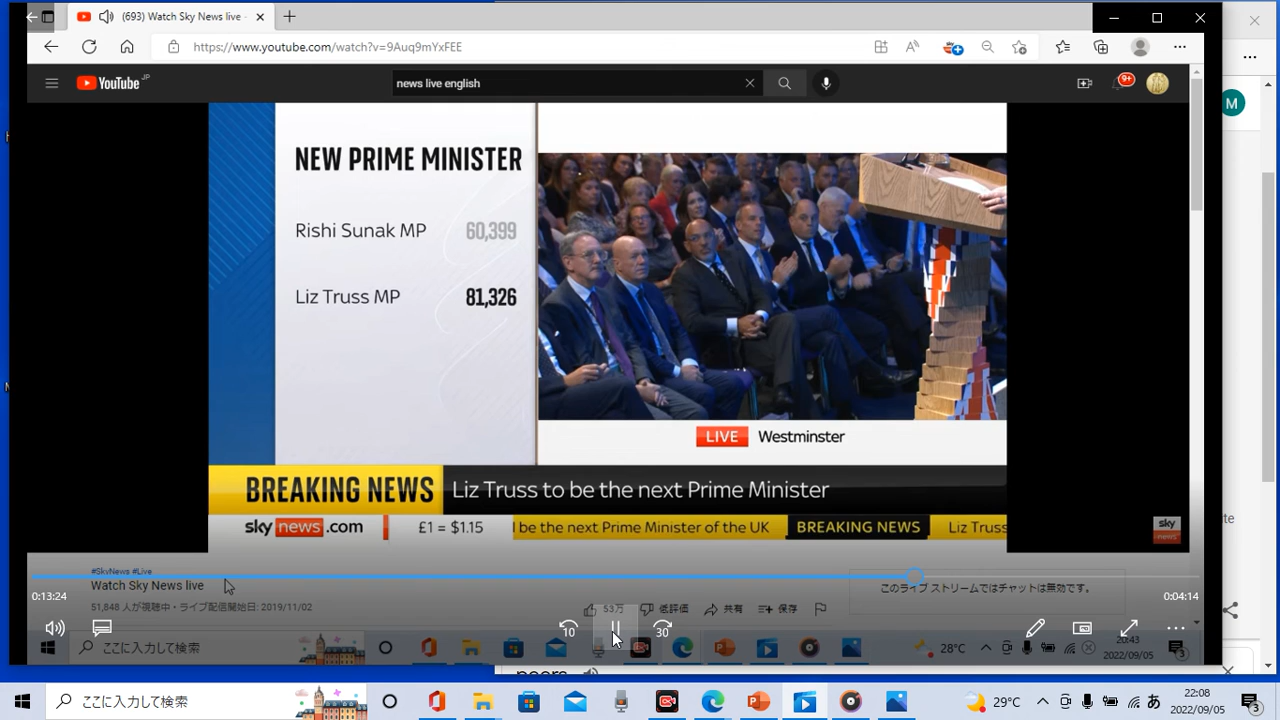 (693) Watch Sky News live -
https://www.youtube.com/watch?v=9Auq9mYxFEE
YouTube JP
news live english
9+
M
NEW PRIME MINISTER
Rishi Sunak MP 60,399
Liz Truss MP 81,326
LIVE Westminster
BREAKING NEWS Liz Truss to be the next Prime Minister
sky news .com £1 = $1.15 l be the next Prime Minister of the UK BREAKING NEWS Liz Truss
sky news
#SkyNews #Live
Watch Sky News live
このライブ ストリームではチャットは無効です。
0:13:24
0:04:14
51,848 人が視聴中・ライブ配信開始日: 2019/11/02
53万 低評価 共有 保存
10 30
ここに入力して検索
28°C
20:43
2022/09/05
3
peers
ここに入力して検索
29°C
あ
22:08
2022/09/05
3